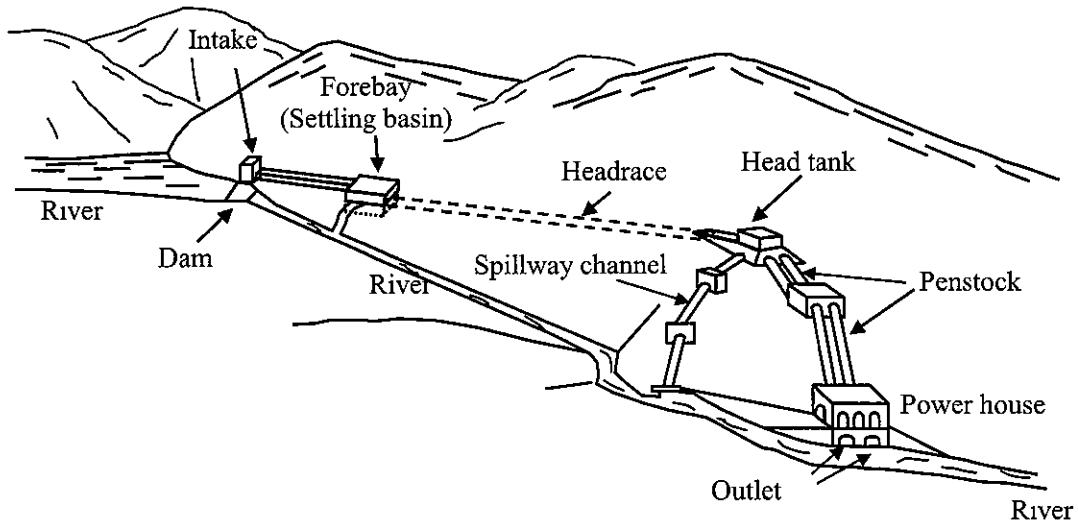 Intake
Forebay
(Settling basin)
Headrace
Head tank
River
Dam
Spillway channel
River
Penstock
Power house
Outlet
River